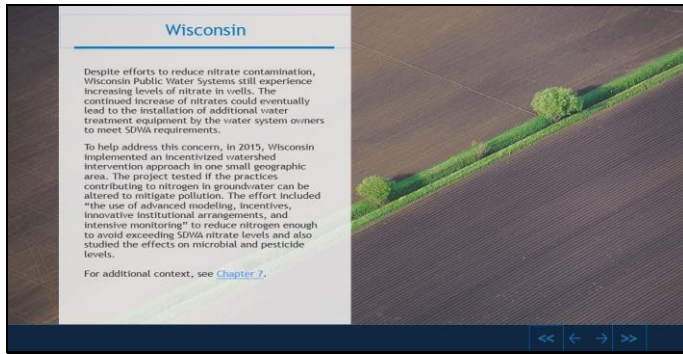 Wisconsin
Despite efforts to reduce nitrate contamination,
Wisconsin Public Water Systems still experience
increasing levels of nitrate in wells. The
continued increase of nitrates could eventually
lead to the installation of additional water
treatment equipment by the water system owners
to meet SDWA requirements.
To help address this concern, in 2015, Wisconsin
implemented an incentivized watershed
intervention approach in one small geographic
area. The project tested if the practices
contributing to nitrogen in groundwater can be
altered to mitigate pollution. The effort included
“the use of advanced modeling, incentives,
innovative institutional arrangements, and
intensive monitoring” to reduce nitrogen enough
to avoid exceeding SDWA nitrate levels and also
studied the effects on microbial and pesticide
levels.
For additional context, see Chapter 7.
<< ← → >>